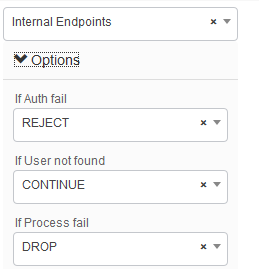 Internal Endpoints
Options
If Auth fail
REJECT
If User not found
CONTINUE
If Process fail
DROP